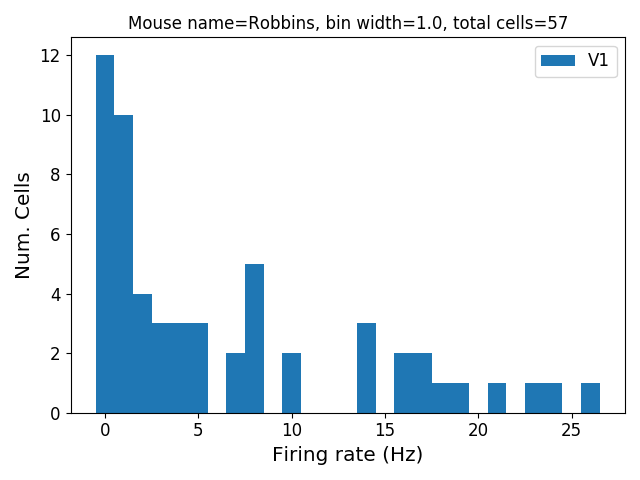 Mouse name=Robbins, bin width=1.0, total cells=57
V1
12
10
8
6
4
2
0
Num. Cells
0 5 10 15 20 25
Firing rate (Hz)